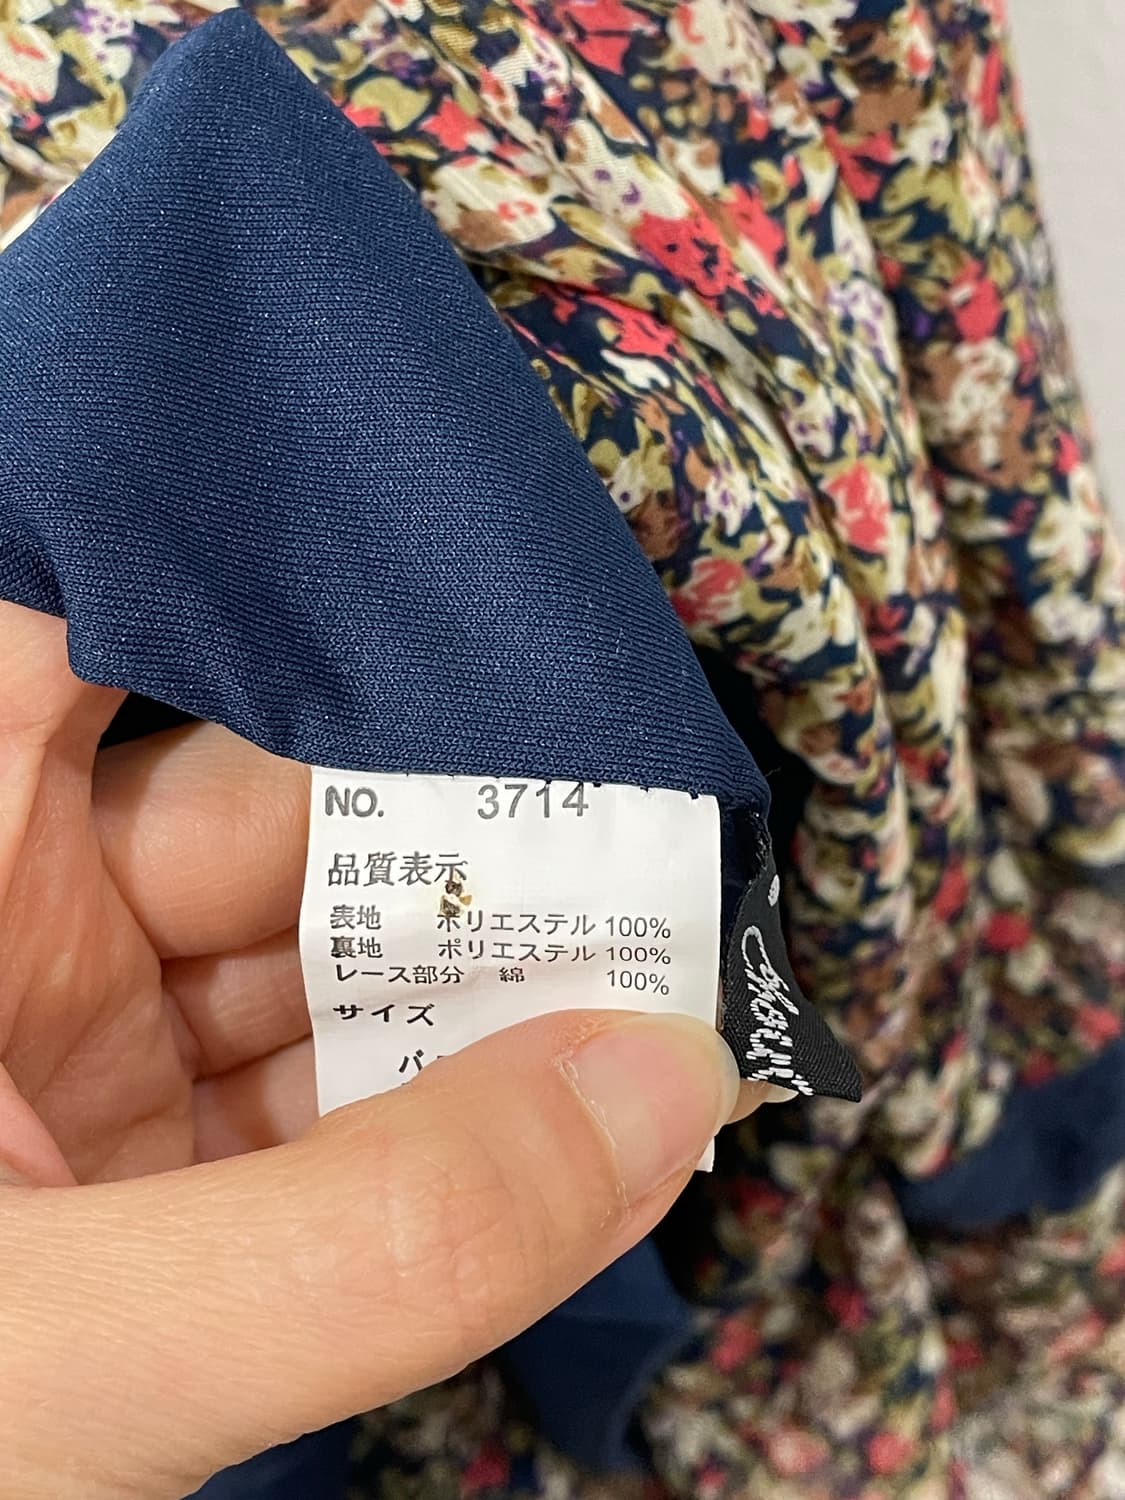 NO. 3714
品質表示
表地 ポリエステル 100%
裏地 ポリエステル 100%
レース部分 綿 100%
サイズ
バ